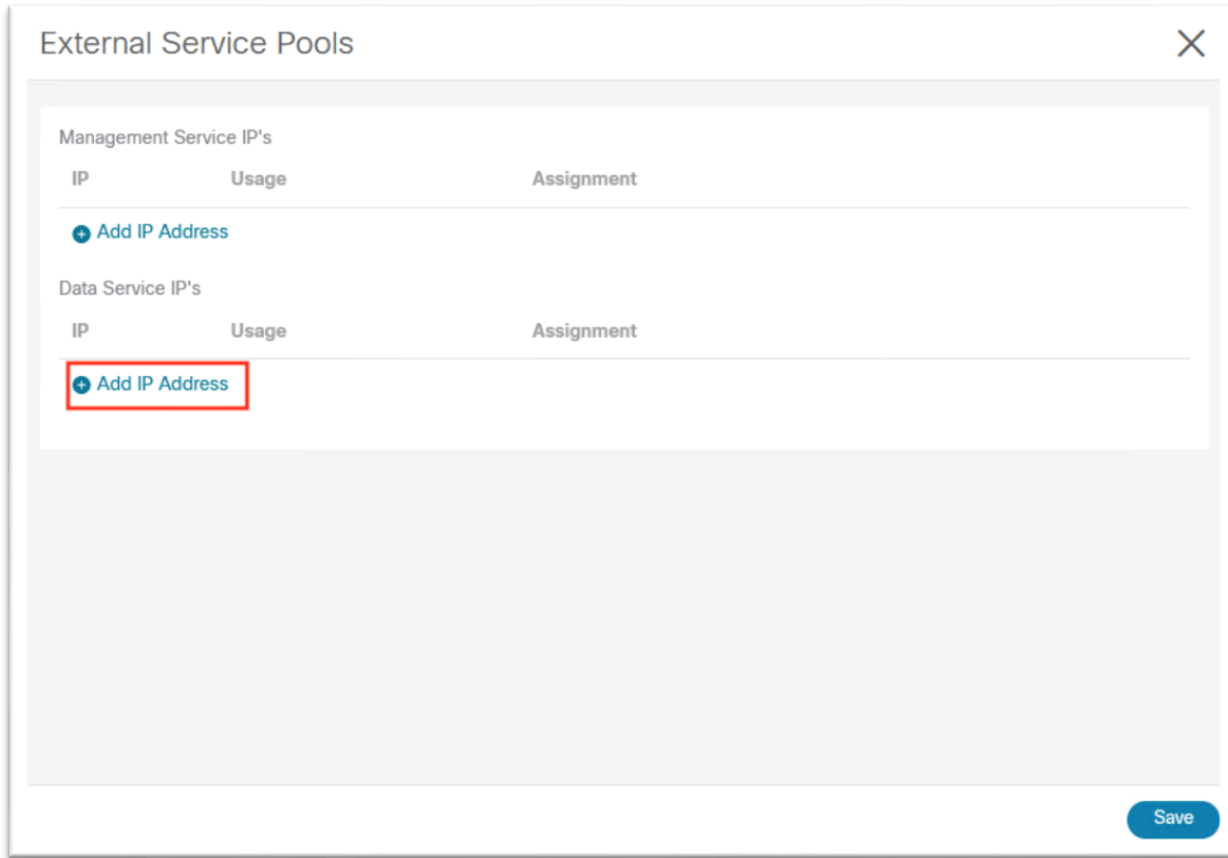 External Service Pools
Management Service IP's
IP Usage Assignment
Add IP Address
Data Service IP's
IP Usage Assignment
Add IP Address
Save